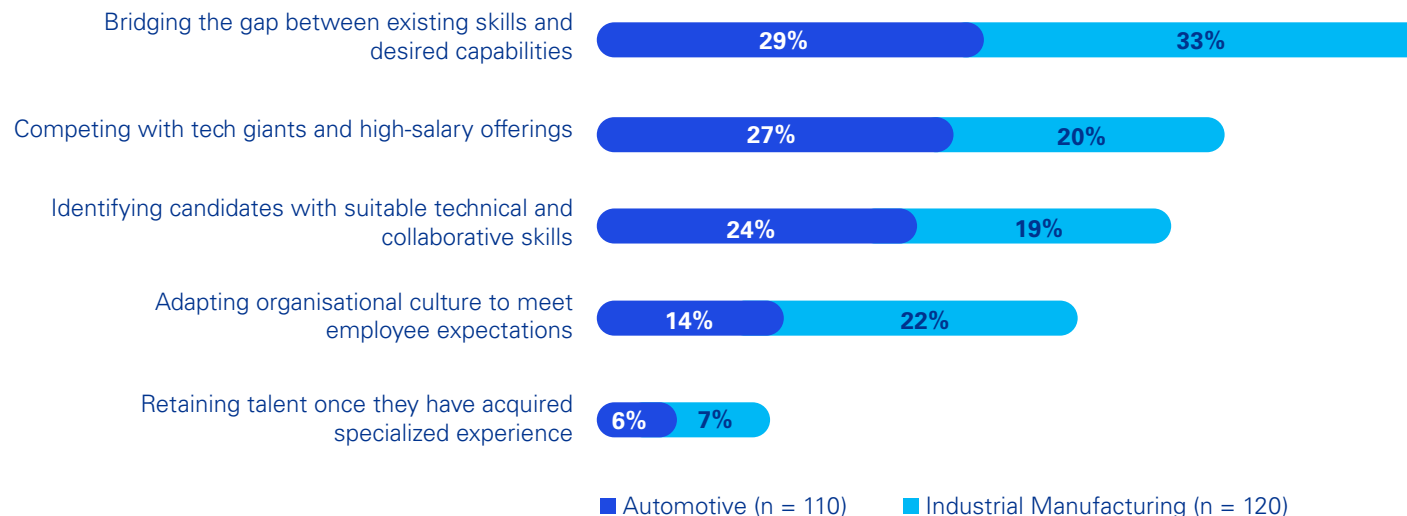 Bridging the gap between existing skills and
desired capabilities
29%
33%
Competing with tech giants and high-salary offerings
27%
20%
Identifying candidates with suitable technical and
collaborative skills
24%
19%
Adapting organisational culture to meet
employee expectations
14%
22%
Retaining talent once they have acquired
specialized experience
6%
7%
Automotive (n = 110)
Industrial Manufacturing (n = 120)